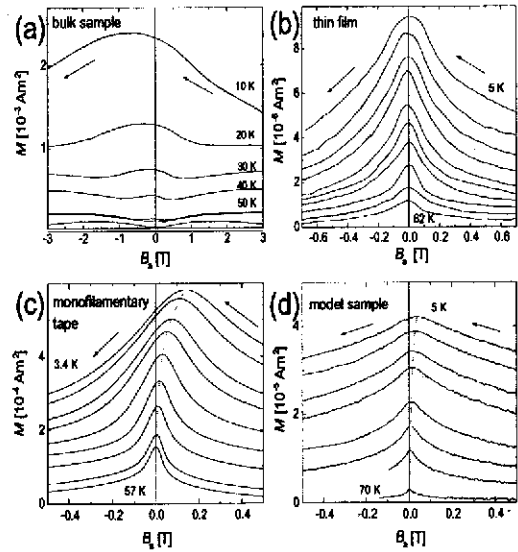 (a) bulk sample
M [10⁻³ Am²]
2
1
0
10 K
20 K
30 K
40 K
50 K
-3 -2 -1 0 1 2 3
Bₐ [T]
(b) thin film
M [10⁻⁶ Am²]
8
6
4
2
0
5 K
82 K
-0.6 -0.4 -0.2 0.0 0.2 0.4 0.6
Bₐ [T]
(c) monofilamentary
tape
M [10⁻⁴ Am²]
4
2
0
3.4 K
57 K
-0.4 -0.2 0.0 0.2 0.4
Bₐ [T]
(d) model sample
M [10⁻⁵ Am²]
4
2
0
5 K
70 K
-0.4 -0.2 0.0 0.2 0.4
Bₐ [T]